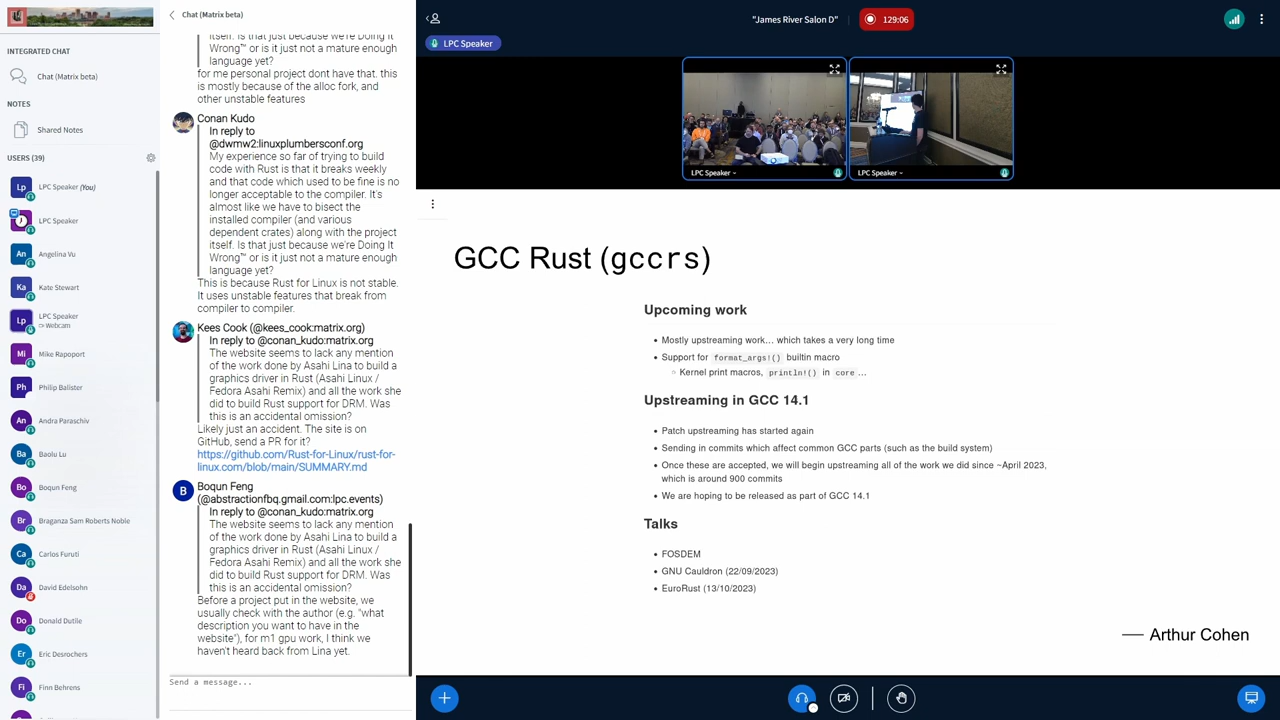 INTEGRATED CHAT
Chat (Matrix beta)
NOTES
Shared Notes
USERS (39)
Lp
LPC Speaker (You)
LPC Speaker
An
Angelina Vu
Ka
Kate Stewart
Lp
LPC Speaker
Webcam
Mi
Mike Rapoport
Ph
Philip Balister
An
Andra Paraschiv
Ba
Baolu Lu
Bo
Boqun Feng
Br
Braganza Sam Roberts Noble
Ca
Carlos Furuti
Da
David Edelsohn
Do
Donald Dutile
Er
Eric Desrochers
Fi
Finn Behrens
Chat (Matrix beta)
itself. Is that just because we're Doing It
Wrong™ or is it just not a mature enough
language yet?
for me personal project dont have that. this
is mostly because of the alloc fork, and
other unstable features
Conan Kudo
In reply to
@dwmw2:linuxplumbersconf.org
My experience so far of trying to build
code with Rust is that it breaks weekly
and that code which used to be fine is no
longer acceptable to the compiler. It's
almost like we have to bisect the
installed compiler (and various
dependent crates) along with the project
itself. Is that just because we're Doing It
Wrong™ or is it just not a mature enough
language yet?
This is because Rust for Linux is not stable.
It uses unstable features that break from
compiler to compiler.
Kees Cook (@kees_cook:matrix.org)
In reply to @conan_kudo:matrix.org
The website seems to lack any mention
of the work done by Asahi Lina to build a
graphics driver in Rust (Asahi Linux /
Fedora Asahi Remix) and all the work she
did to build Rust support for DRM. Was
this is an accidental omission?
Likely just an accident. The site is on
GitHub, send a PR for it?
https://github.com/Rust-for-Linux/rust-for-
linux.com/blob/main/SUMMARY.md
B
Boqun Feng
(@abstractionfbq.gmail.com:lpc.events)
In reply to @conan_kudo:matrix.org
The website seems to lack any mention
of the work done by Asahi Lina to build a
graphics driver in Rust (Asahi Linux /
Fedora Asahi Remix) and all the work she
did to build Rust support for DRM. Was
this is an accidental omission?
Before a project put in the website, we
usually check with the author (e.g. "what
description you want to have in the
website"), for m1 gpu work, I think we
haven't heard back from Lina yet.
Send a message...
"James River Salon D"
129:06
LPC Speaker
LPC Speaker
LPC Speaker
GCC Rust (gccrs)
Upcoming work
• Mostly upstreaming work... which takes a very long time
• Support for format_args!() builtin macro
◦ Kernel print macros, println!() in core ...
Upstreaming in GCC 14.1
• Patch upstreaming has started again
• Sending in commits which affect common GCC parts (such as the build system)
• Once these are accepted, we will begin upstreaming all of the work we did since ~April 2023,
which is around 900 commits
• We are hoping to be released as part of GCC 14.1
Talks
• FOSDEM
• GNU Cauldron (22/09/2023)
• EuroRust (13/10/2023)
— Arthur Cohen